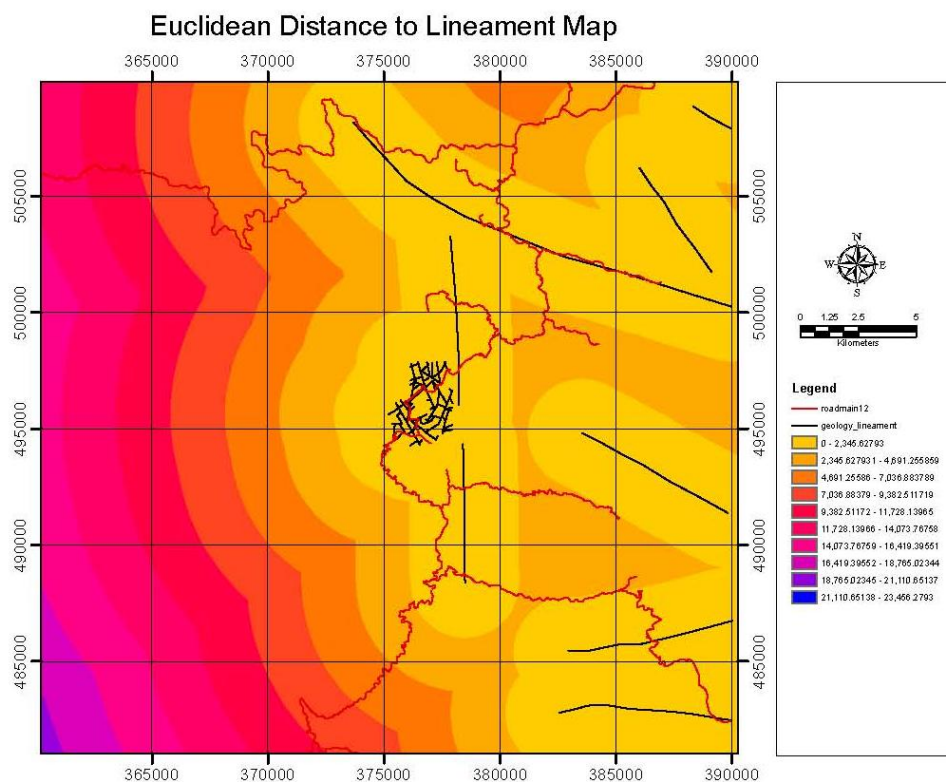 Euclidean Distance to Lineament Map
365000 370000 375000 380000 385000 390000
505000
500000
495000
490000
485000
505000
500000
495000
490000
485000
365000 370000 375000 380000 385000 390000
N
W E
S
0 1.25 2.5 5
Kilometers
Legend
roadmain12
geology_lineament
0 - 2,345.62793
2,345.627931 - 4,691.255859
4,691.25586 - 7,036.883789
7,036.88379 - 9,382.511719
9,382.51172 - 11,728.13965
11,728.13966 - 14,073.76758
14,073.76759 - 16,419.39551
16,419.39552 - 18,765.02344
18,765.02345 - 21,110.65137
21,110.65138 - 23,456.2793